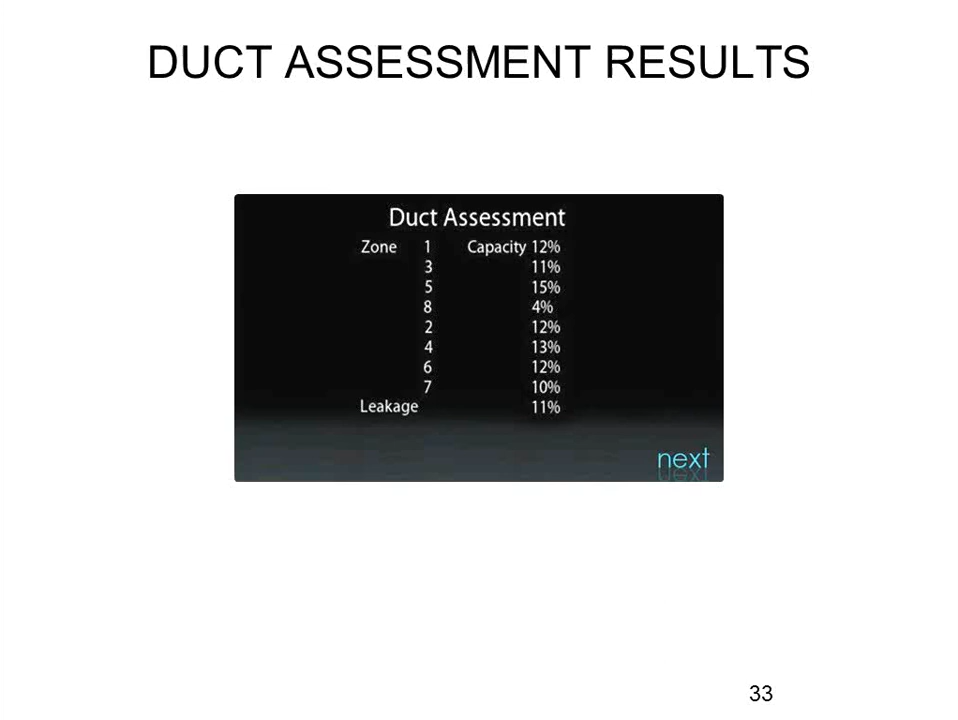 DUCT ASSESSMENT RESULTS
Duct Assessment
Zone 1 Capacity 12%
3 11%
5 15%
8 4%
2 12%
4 13%
6 12%
7 10%
Leakage 11%
next
33